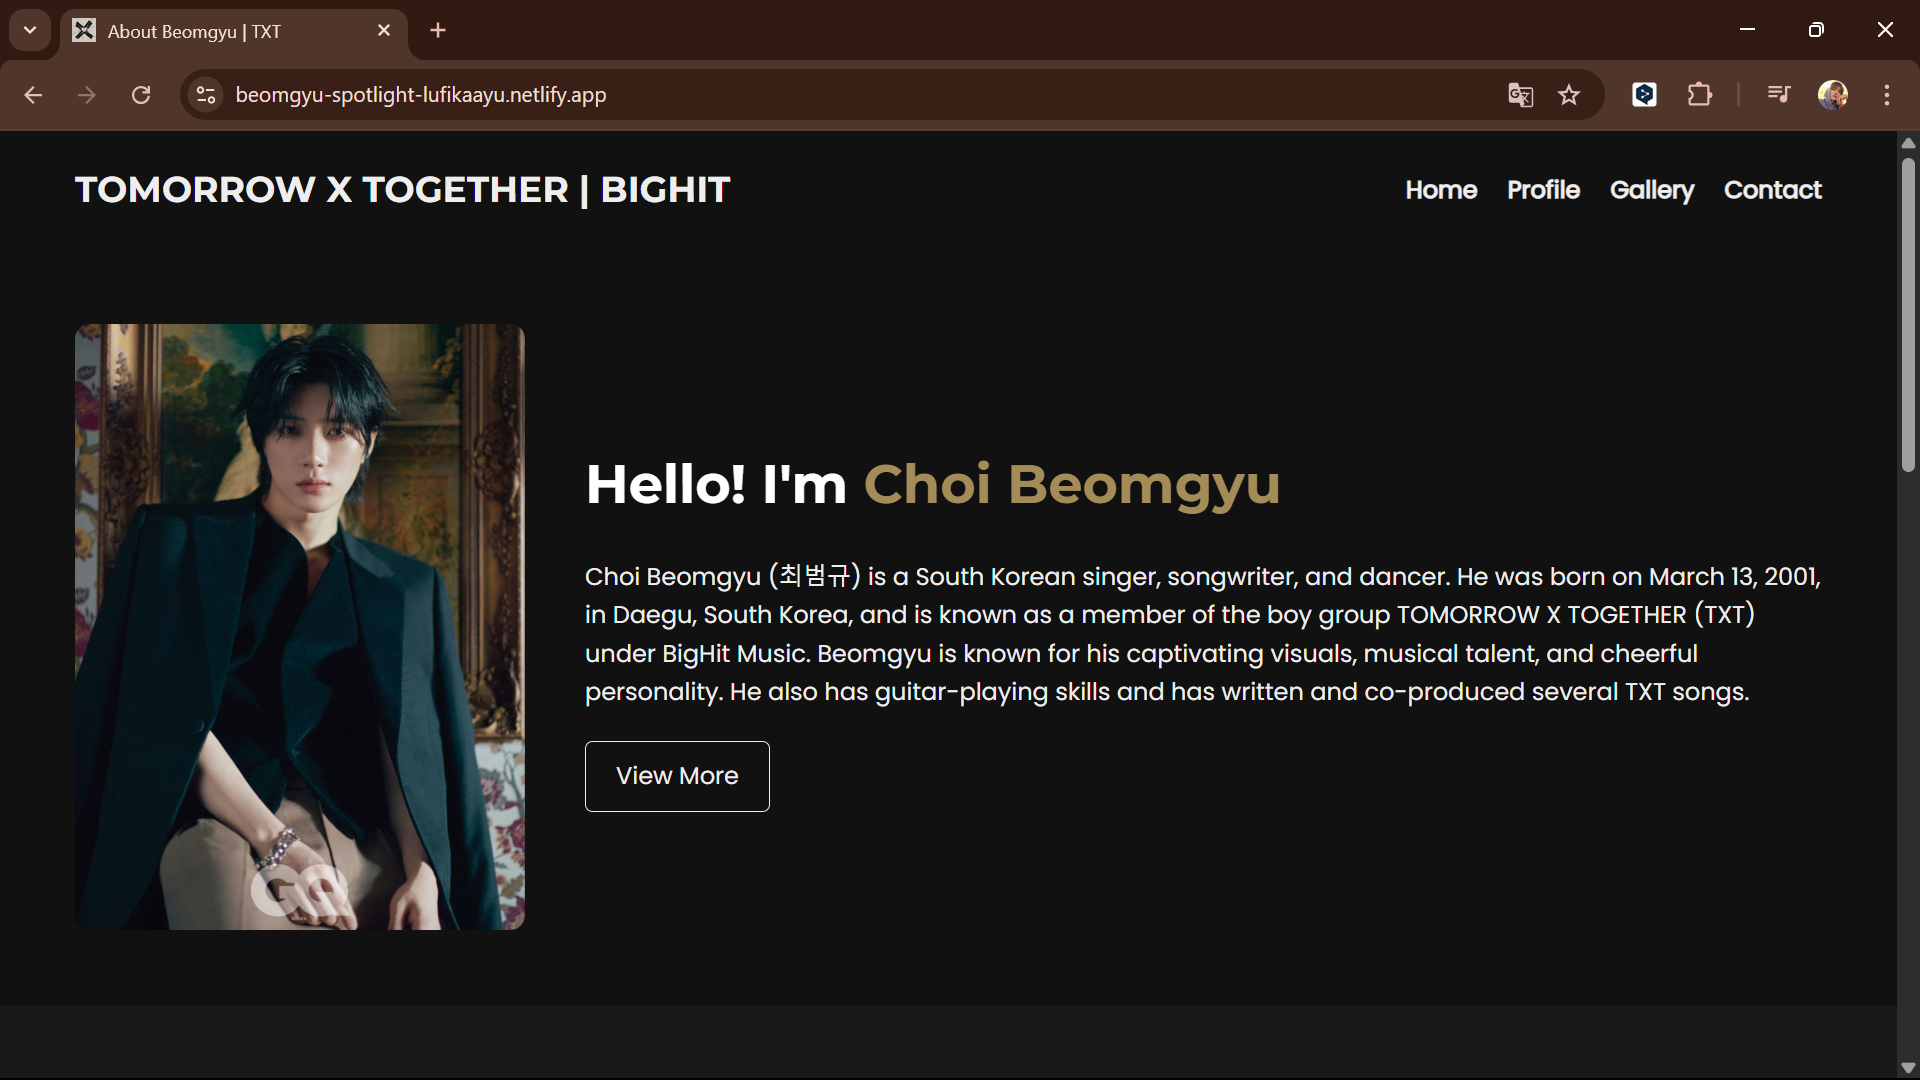 About Beomgyu | TXT
beomgyu-spotlight-lufikaayu.netlify.app
TOMORROW X TOGETHER | BIGHIT
Home Profile Gallery Contact
Hello! I'm Choi Beomgyu
Choi Beomgyu (최범규) is a South Korean singer, songwriter, and dancer. He was born on March 13, 2001,
in Daegu, South Korea, and is known as a member of the boy group TOMORROW X TOGETHER (TXT)
under BigHit Music. Beomgyu is known for his captivating visuals, musical talent, and cheerful
personality. He also has guitar-playing skills and has written and co-produced several TXT songs.
View More
GQ